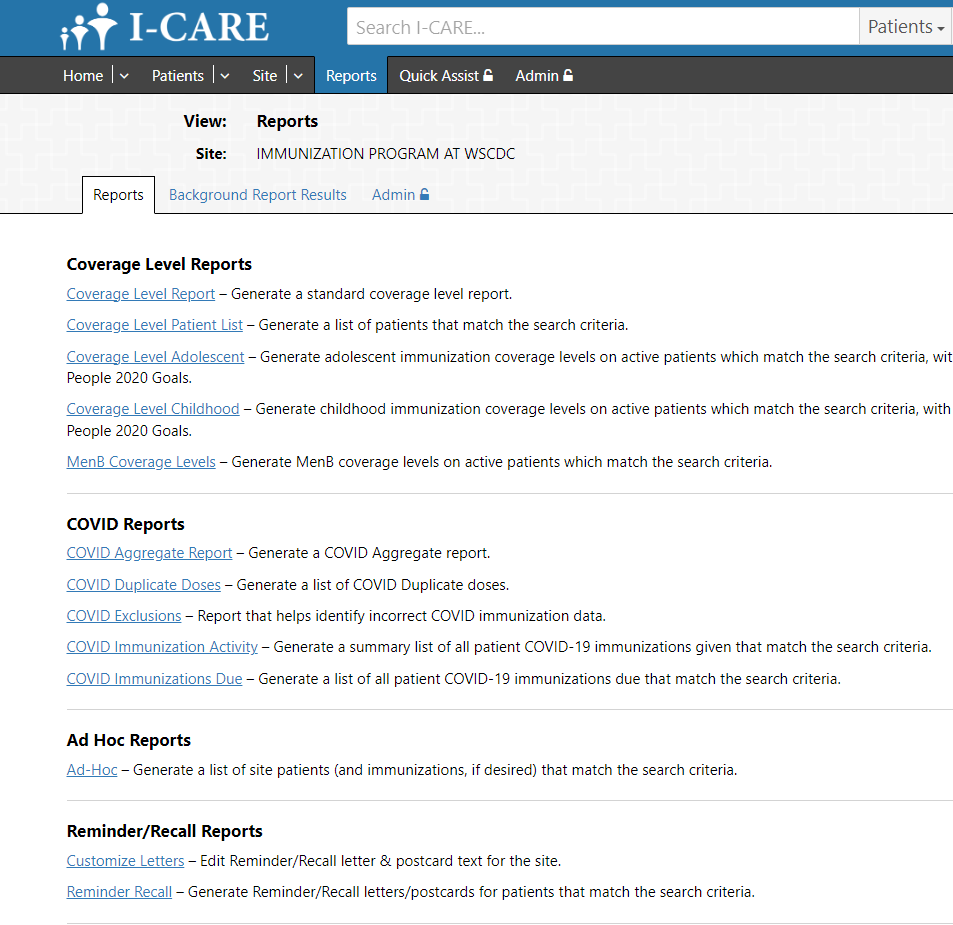 I-CARE
Search I-CARE...
Patients
Home
Patients
Site
Reports
Quick Assist
Admin
View: Reports
Site: IMMUNIZATION PROGRAM AT WSCDC
Reports
Background Report Results
Admin
Coverage Level Reports
Coverage Level Report – Generate a standard coverage level report.
Coverage Level Patient List – Generate a list of patients that match the search criteria.
Coverage Level Adolescent – Generate adolescent immunization coverage levels on active patients which match the search criteria, wit
People 2020 Goals.
Coverage Level Childhood – Generate childhood immunization coverage levels on active patients which match the search criteria, with
People 2020 Goals.
MenB Coverage Levels – Generate MenB coverage levels on active patients which match the search criteria.
COVID Reports
COVID Aggregate Report – Generate a COVID Aggregate report.
COVID Duplicate Doses – Generate a list of COVID Duplicate doses.
COVID Exclusions – Report that helps identify incorrect COVID immunization data.
COVID Immunization Activity – Generate a summary list of all patient COVID-19 immunizations given that match the search criteria.
COVID Immunizations Due – Generate a list of all patient COVID-19 immunizations due that match the search criteria.
Ad Hoc Reports
Ad-Hoc – Generate a list of site patients (and immunizations, if desired) that match the search criteria.
Reminder/Recall Reports
Customize Letters – Edit Reminder/Recall letter & postcard text for the site.
Reminder Recall – Generate Reminder/Recall letters/postcards for patients that match the search criteria.